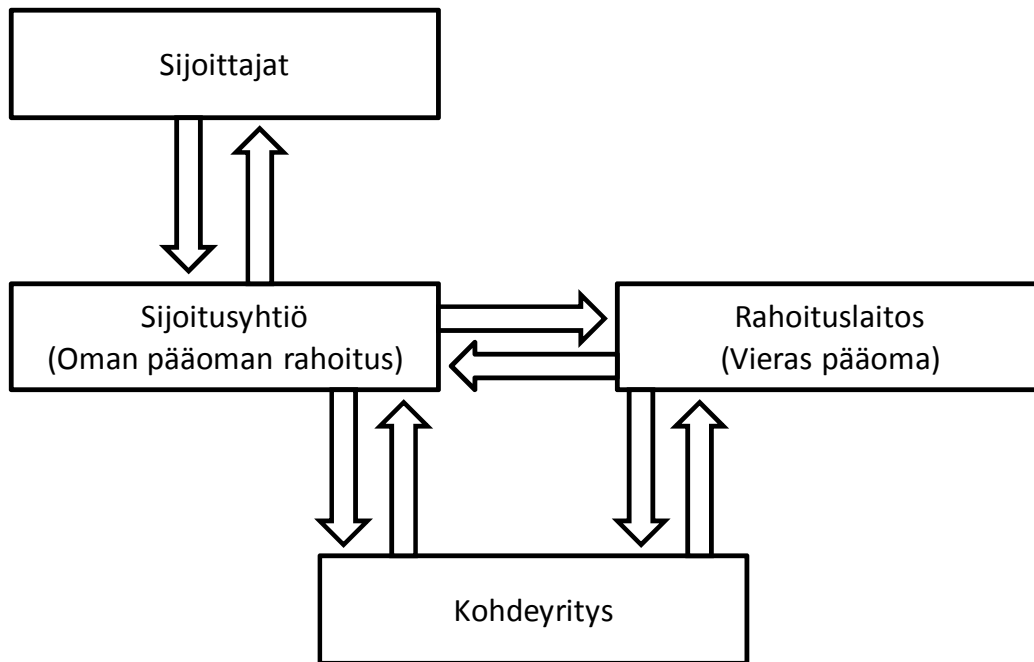 Sijoittajat
Sijoitusyhtiö
(Oman pääoman rahoitus)
Rahoituslaitos
(Vieras pääoma)
Kohdeyritys